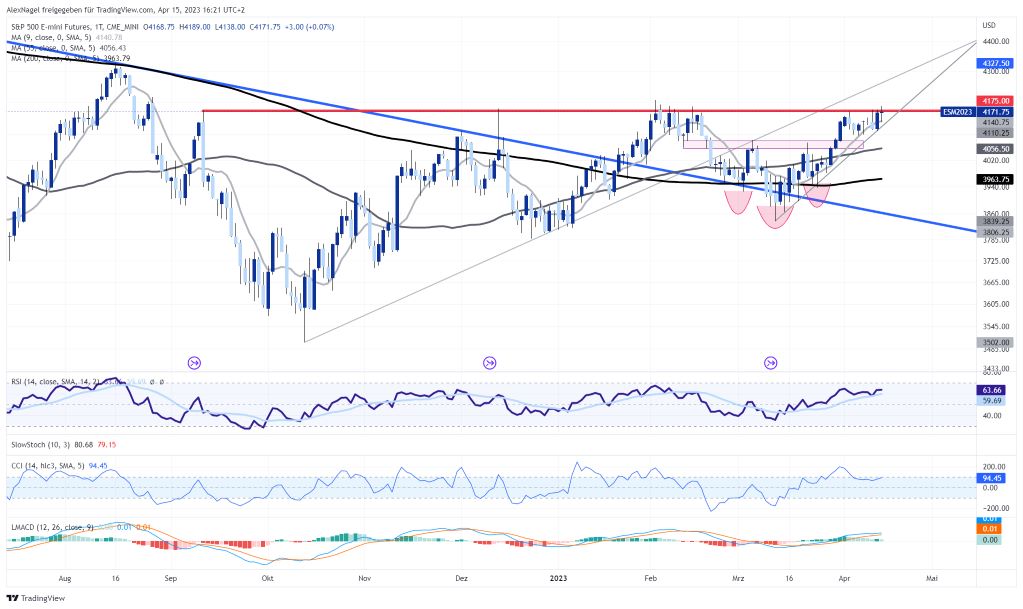 AlexNagel freigegeben für TradingView.com, Apr 15, 2023 16:21 UTC+2
S&P 500 E-mini Futures, 1T, CME_MINI O4168.75 H4189.00 L4138.00 C4171.75 +3.00 (+0.07%)
MA (9, close, 0, SMA, 5) 4140.78
MA (55, close, 0, SMA, 5) 4056.43
MA (200, close, 0, SMA, 5) 3963.79
USD
4400.00
4327.50
4300.00
4175.00
ESM2023 4171.75
4140.75
4110.25
4056.50
4020.00
3963.75
3940.00
3860.00
3839.25
3806.25
3785.00
3725.00
3665.00
3605.00
3545.00
3502.00
3485.00
3433.00
RSI (14, close, SMA, 14, 2) 63.66 59.69 ø ø
80.00
63.66
59.69
40.00
SlowStoch (10, 3) 80.68 79.15
CCI (14, hlc3, SMA, 5) 94.45
200.00
94.45
0.00
-200.00
LMACD (12, 26, close, 9) 0.00 0.01 0.01
0.01
0.01
0.00
Aug 16 Sep Okt Nov Dez 2023 Feb Mrz 16 Apr Mai
TradingView